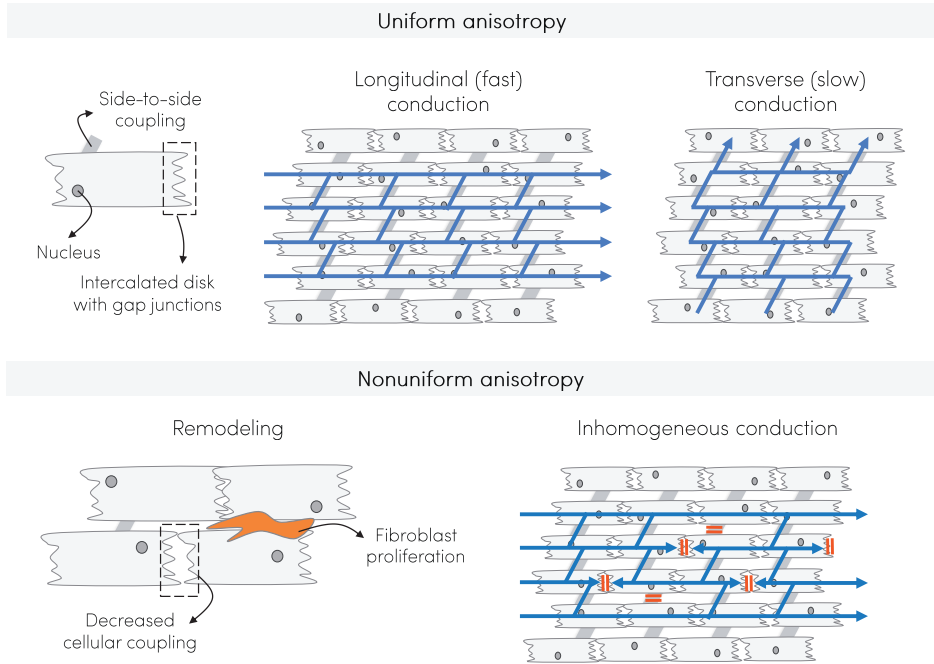 Uniform anisotropy
Side-to-side
coupling
Nucleus
Intercalated disk
with gap junctions
Longitudinal (fast)
conduction
Transverse (slow)
conduction
Nonuniform anisotropy
Remodeling
Fibroblast
proliferation
Decreased
cellular coupling
Inhomogeneous conduction